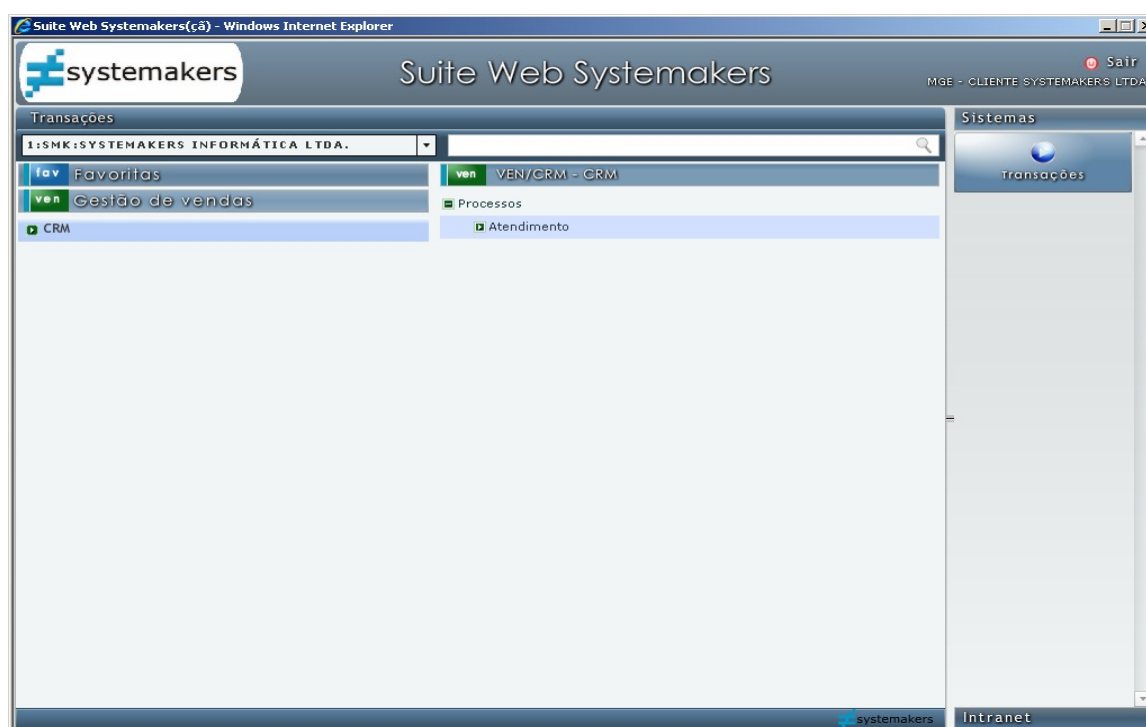 Suite Web Systemakers(çã) - Windows Internet Explorer
systemakers
Suite Web Systemakers
Sair
MGE - CLIENTE SYSTEMAKERS LTDA
Transações
Sistemas
1:SMK:SYSTEMAKERS INFORMÁTICA LTDA.
fav Favoritas
ven VEN/CRM - CRM
Transações
ven Gestão de vendas
Processos
CRM
Atendimento
systemakers
Intranet